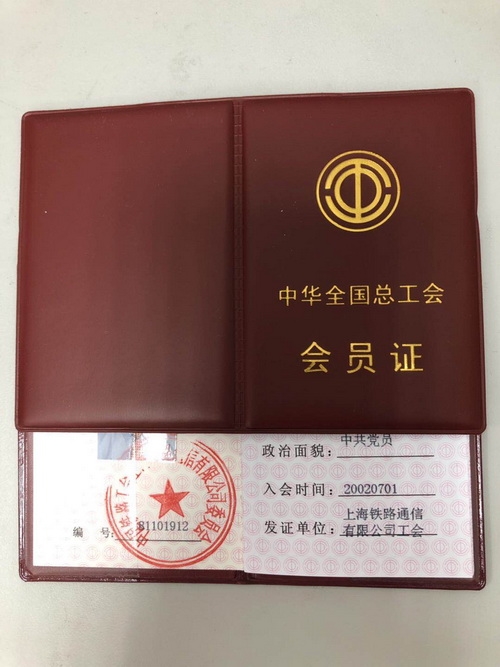 中华全国总工会
会员证
政治面貌: 中共党员
编 号: 81101912
入会时间: 20020701
发证单位: 上海铁路通信
有限公司工会